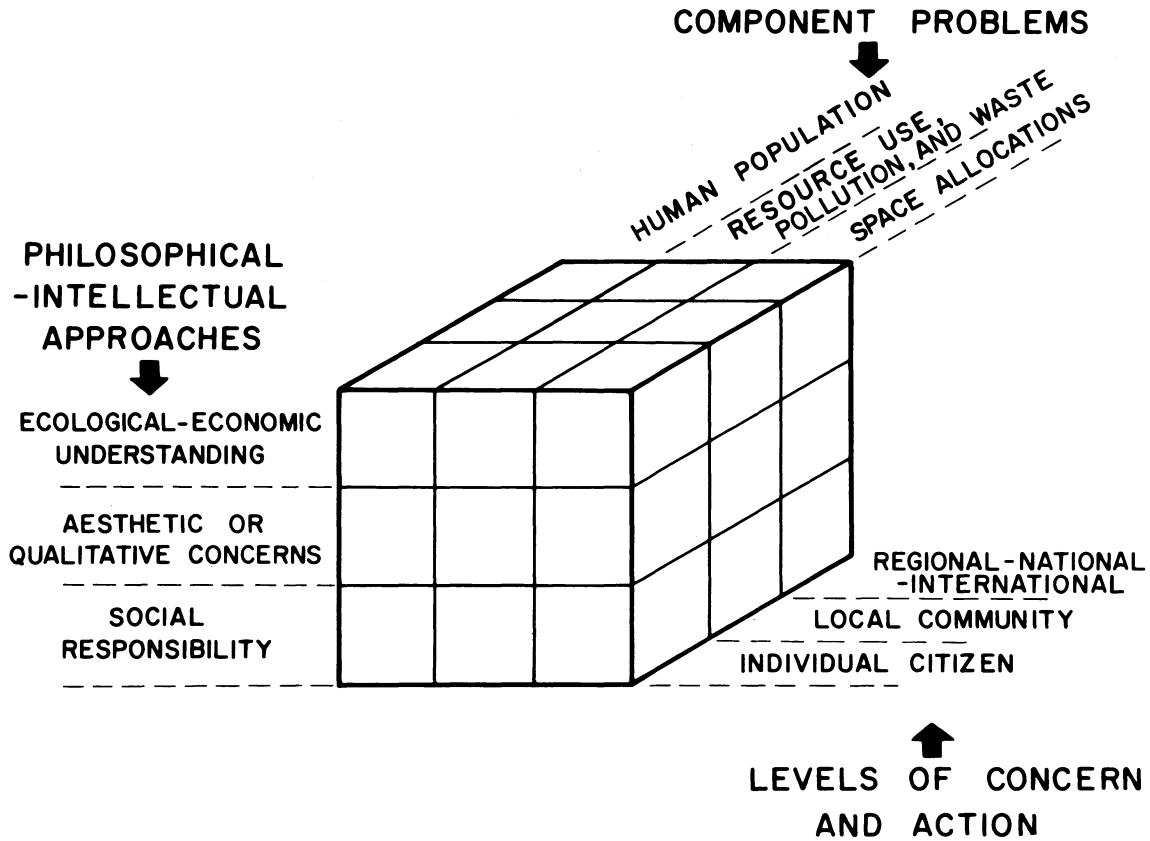 COMPONENT PROBLEMS
HUMAN POPULATION
RESOURCE USE,
POLLUTION, AND WASTE
SPACE ALLOCATIONS
PHILOSOPHICAL
-INTELLECTUAL
APPROACHES
ECOLOGICAL-ECONOMIC
UNDERSTANDING
AESTHETIC OR
QUALITATIVE CONCERNS
SOCIAL
RESPONSIBILITY
REGIONAL-NATIONAL
-INTERNATIONAL
LOCAL COMMUNITY
INDIVIDUAL CITIZEN
LEVELS OF CONCERN
AND ACTION